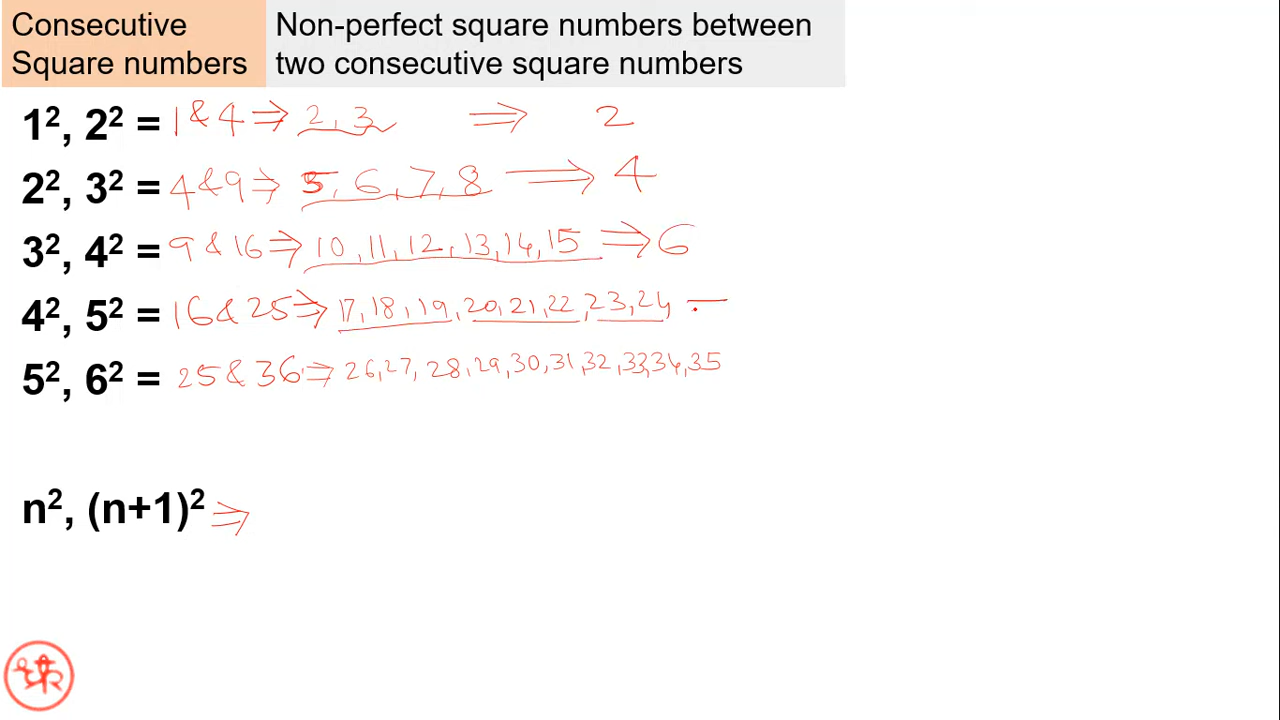 Consecutive Square numbers
Non-perfect square numbers between two consecutive square numbers
1², 2² = 1 & 4 ⇒ 2, 3 ⇒ 2
2², 3² = 4 & 9 ⇒ 5, 6, 7, 8 ⇒ 4
3², 4² = 9 & 16 ⇒ 10, 11, 12, 13, 14, 15 ⇒ 6
4², 5² = 16 & 25 ⇒ 17, 18, 19, 20, 21, 22, 23, 24
5², 6² = 25 & 36 ⇒ 26, 27, 28, 29, 30, 31, 32, 33, 34, 35
n², (n+1)² ⇒